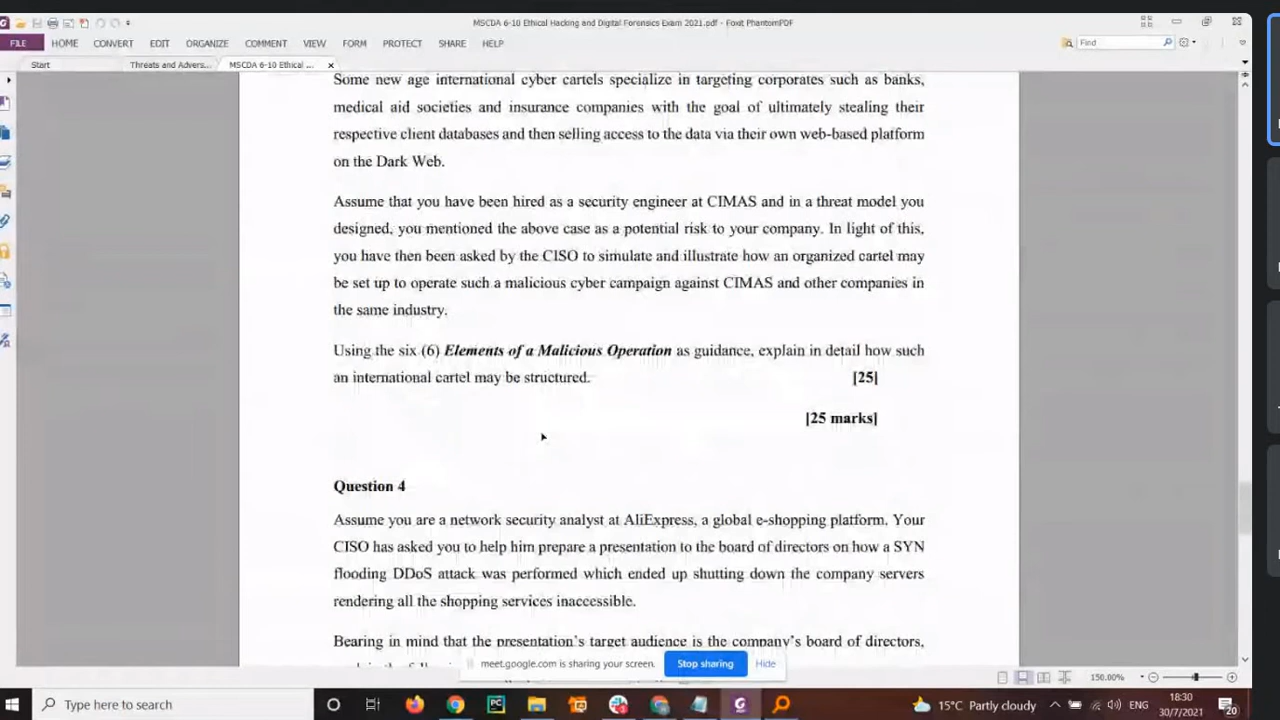 MSCDA 6-10 Ethical Hacking and Digital Forensics Exam 2021.pdf - Foxit PhantomPDF
FILE HOME CONVERT EDIT ORGANIZE COMMENT VIEW FORM PROTECT SHARE HELP
Find
Start Threats and Advers... MSCDA 6-10 Ethical ...
Some new age international cyber cartels specialize in targeting corporates such as banks,
medical aid societies and insurance companies with the goal of ultimately stealing their
respective client databases and then selling access to the data via their own web-based platform
on the Dark Web.
Assume that you have been hired as a security engineer at CIMAS and in a threat model you
designed, you mentioned the above case as a potential risk to your company. In light of this,
you have then been asked by the CISO to simulate and illustrate how an organized cartel may
be set up to operate such a malicious cyber campaign against CIMAS and other companies in
the same industry.
Using the six (6) Elements of a Malicious Operation as guidance, explain in detail how such
an international cartel may be structured. [25]
[25 marks]
Question 4
Assume you are a network security analyst at AliExpress, a global e-shopping platform. Your
CISO has asked you to help him prepare a presentation to the board of directors on how a SYN
flooding DDoS attack was performed which ended up shutting down the company servers
rendering all the shopping services inaccessible.
Bearing in mind that the presentation's target audience is the company's board of directors,
meet.google.com is sharing your screen. Stop sharing Hide
150.00%
Type here to search
15°C Partly cloudy ENG 18:30
30/7/2021 20